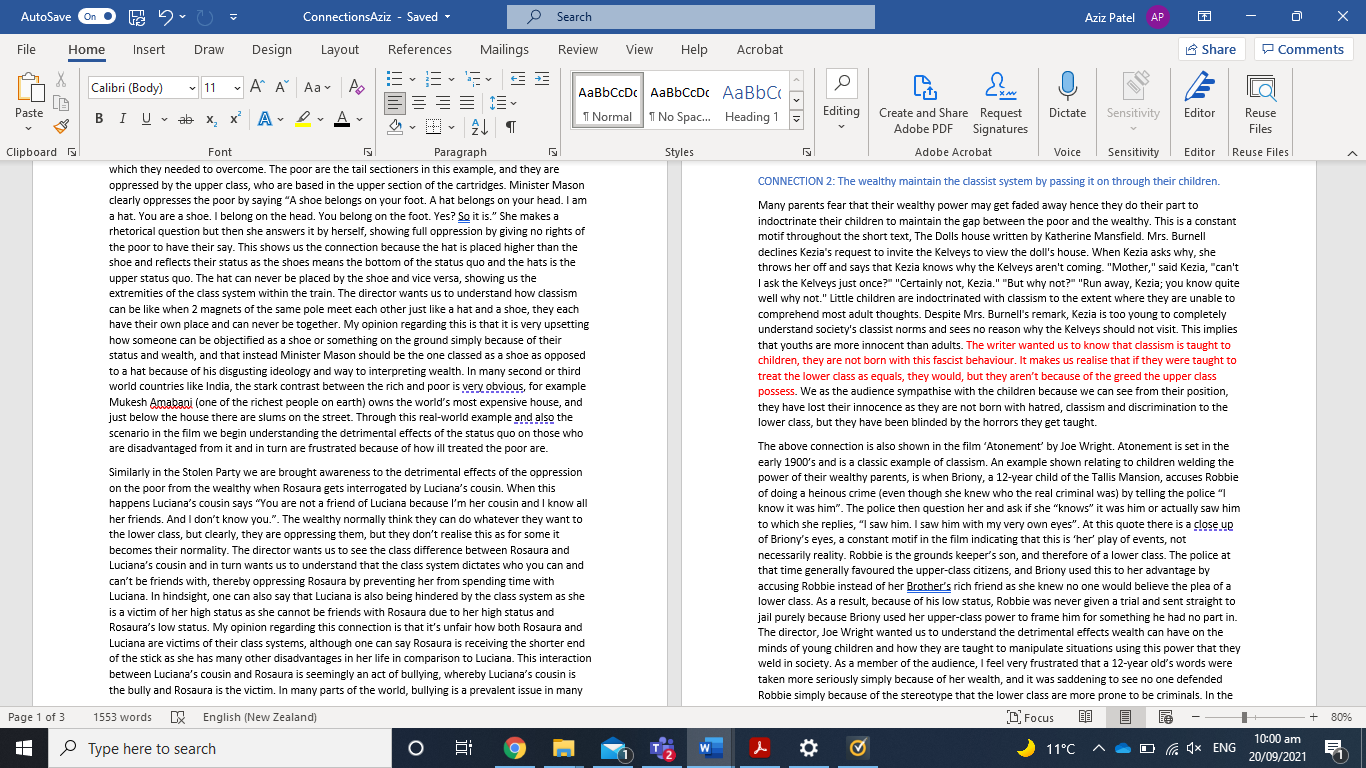 AutoSave On ConnectionsAziz - Saved Search Aziz Patel AP
File Home Insert Draw Design Layout References Mailings Review View Help Acrobat Share Comments
Paste
Clipboard
Calibri (Body) 11
Font
Paragraph
AaBbCcDc AaBbCcDc AaBbCc
¶ Normal ¶ No Spac... Heading 1
Styles
Editing
Create and Share Adobe PDF
Request Signatures
Adobe Acrobat
Dictate
Voice
Sensitivity
Sensitivity
Editor
Editor
Reuse Files
Reuse Files
which they needed to overcome. The poor are the tail sectioners in this example, and they are
oppressed by the upper class, who are based in the upper section of the cartridges. Minister Mason
clearly oppresses the poor by saying “A shoe belongs on your foot. A hat belongs on your head. I am
a hat. You are a shoe. I belong on the head. You belong on the foot. Yes? So it is.” She makes a
rhetorical question but then she answers it by herself, showing full oppression by giving no rights of
the poor to have their say. This shows us the connection because the hat is placed higher than the
shoe and reflects their status as the shoes means the bottom of the status quo and the hats is the
upper status quo. The hat can never be placed by the shoe and vice versa, showing us the
extremities of the class system within the train. The director wants us to understand how classism
can be like when 2 magnets of the same pole meet each other just like a hat and a shoe, they each
have their own place and can never be together. My opinion regarding this is that it is very upsetting
how someone can be objectified as a shoe or something on the ground simply because of their
status and wealth, and that instead Minister Mason should be the one classed as a shoe as opposed
to a hat because of his disgusting ideology and way to interpreting wealth. In many second or third
world countries like India, the stark contrast between the rich and poor is very obvious, for example
Mukesh Amabani (one of the richest people on earth) owns the world’s most expensive house, and
just below the house there are slums on the street. Through this real-world example and also the
scenario in the film we begin understanding the detrimental effects of the status quo on those who
are disadvantaged from it and in turn are frustrated because of how ill treated the poor are.
Similarly in the Stolen Party we are brought awareness to the detrimental effects of the oppression
on the poor from the wealthy when Rosaura gets interrogated by Luciana’s cousin. When this
happens Luciana’s cousin says “You are not a friend of Luciana because I’m her cousin and I know all
her friends. And I don’t know you.”. The wealthy normally think they can do whatever they want to
the lower class, but clearly, they are oppressing them, but they don’t realise this as for some it
becomes their normality. The director wants us to see the class difference between Rosaura and
Luciana’s cousin and in turn wants us to understand that the class system dictates who you can and
can’t be friends with, thereby oppressing Rosaura by preventing her from spending time with
Luciana. In hindsight, one can also say that Luciana is also being hindered by the class system as she
is a victim of her high status as she cannot be friends with Rosaura due to her high status and
Rosaura’s low status. My opinion regarding this connection is that it’s unfair how both Rosaura and
Luciana are victims of their class systems, although one can say Rosaura is receiving the shorter end
of the stick as she has many other disadvantages in her life in comparison to Luciana. This interaction
between Luciana’s cousin and Rosaura is seemingly an act of bullying, whereby Luciana’s cousin is
the bully and Rosaura is the victim. In many parts of the world, bullying is a prevalent issue in many
CONNECTION 2: The wealthy maintain the classist system by passing it on through their children.
Many parents fear that their wealthy power may get faded away hence they do their part to
indoctrinate their children to maintain the gap between the poor and the wealthy. This is a constant
motif throughout the short text, The Dolls house written by Katherine Mansfield. Mrs. Burnell
declines Kezia's request to invite the Kelveys to view the doll's house. When Kezia asks why, she
throws her off and says that Kezia knows why the Kelveys aren't coming. "Mother," said Kezia, "can't
I ask the Kelveys just once?" "Certainly not, Kezia." "But why not?" "Run away, Kezia; you know quite
well why not." Little children are indoctrinated with classism to the extent where they are unable to
comprehend most adult thoughts. Despite Mrs. Burnell's remark, Kezia is too young to completely
understand society's classist norms and sees no reason why the Kelveys should not visit. This implies
that youths are more innocent than adults. The writer wanted us to know that classism is taught to
children, they are not born with this fascist behaviour. It makes us realise that if they were taught to
treat the lower class as equals, they would, but they aren’t because of the greed the upper class
possess. We as the audience sympathise with the children because we can see from their position,
they have lost their innocence as they are not born with hatred, classism and discrimination to the
lower class, but they have been blinded by the horrors they get taught.
The above connection is also shown in the film ‘Atonement’ by Joe Wright. Atonement is set in the
early 1900’s and is a classic example of classism. An example shown relating to children welding the
power of their wealthy parents, is when Briony, a 12-year child of the Tallis Mansion, accuses Robbie
of doing a heinous crime (even though she knew who the real criminal was) by telling the police “I
know it was him”. The police then question her and ask if she “knows” it was him or actually saw him
to which she replies, “I saw him. I saw him with my very own eyes”. At this quote there is a close up
of Briony’s eyes, a constant motif in the film indicating that this is ‘her’ play of events, not
necessarily reality. Robbie is the grounds keeper’s son, and therefore of a lower class. The police at
that time generally favoured the upper-class citizens, and Briony used this to her advantage by
accusing Robbie instead of her Brother’s rich friend as she knew no one would believe the plea of a
lower class. As a result, because of his low status, Robbie was never given a trial and sent straight to
jail purely because Briony used her upper-class power to frame him for something he had no part in.
The director, Joe Wright wanted us to understand the detrimental effects wealth can have on the
minds of young children and how they are taught to manipulate situations using this power that they
weld in society. As a member of the audience, I feel very frustrated that a 12-year old’s words were
taken more seriously simply because of her wealth, and it was saddening to see no one defended
Robbie simply because of the stereotype that the lower class are more prone to be criminals. In the
Page 1 of 3 1553 words English (New Zealand) Focus 80%
Type here to search 1 2 11°C ENG 10:00 am
20/09/2021 1